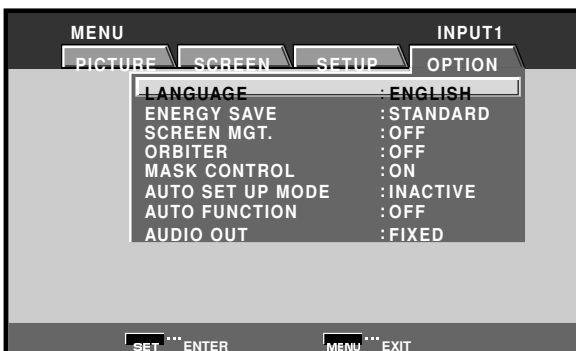 MENU INPUT1
PICTURE SCREEN SETUP OPTION
LANGUAGE :ENGLISH
ENERGY SAVE :STANDARD
SCREEN MGT. :OFF
ORBITER :OFF
MASK CONTROL :ON
AUTO SET UP MODE :INACTIVE
AUTO FUNCTION :OFF
AUDIO OUT :FIXED
SET ··· ENTER MENU ··· EXIT